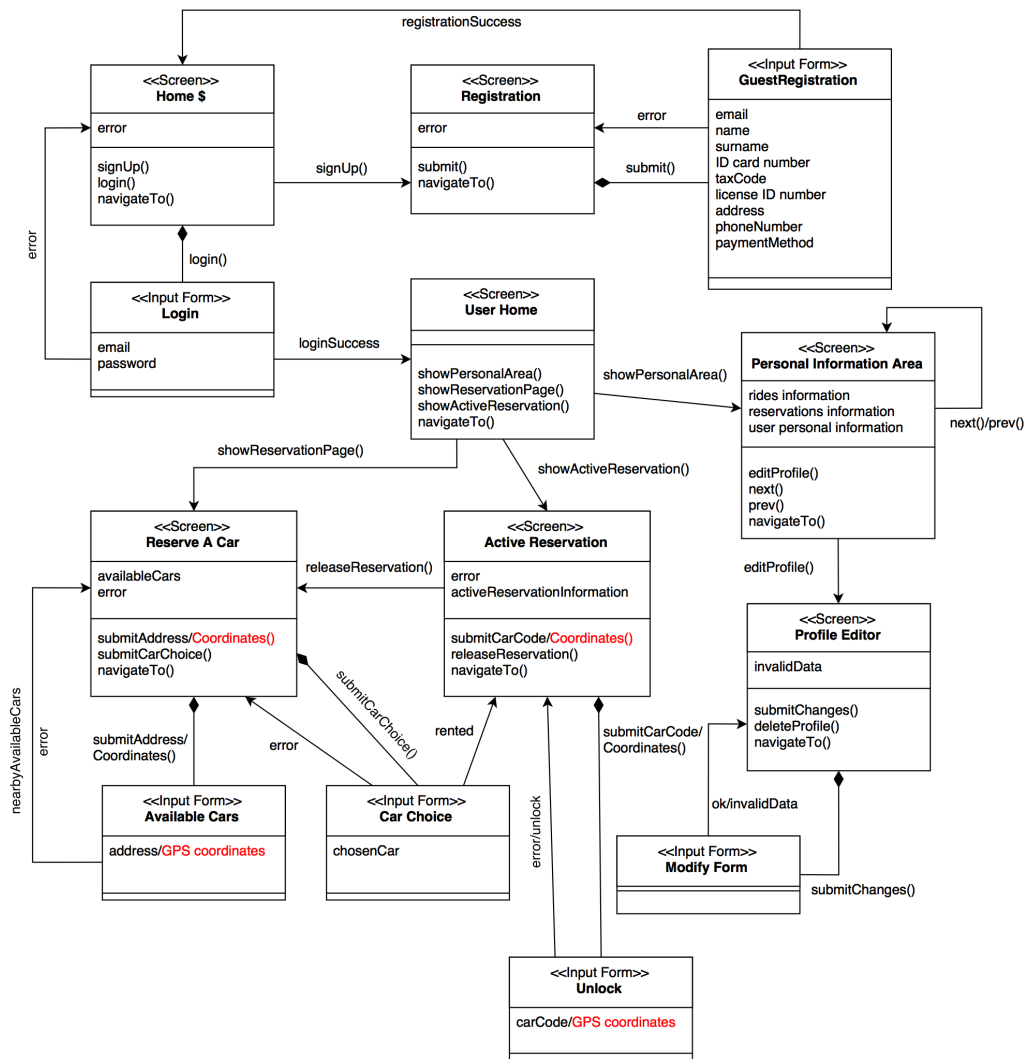 registrationSuccess
<<Screen>>
Home $
error
signUp()
login()
navigateTo()
signUp()
<<Screen>>
Registration
error
submit()
navigateTo()
error
submit()
<<Input Form>>
GuestRegistration
email
name
surname
ID card number
taxCode
license ID number
address
phoneNumber
paymentMethod
error
login()
<<Input Form>>
Login
email
password
loginSuccess
<<Screen>>
User Home
showPersonalArea()
showReservationPage()
showActiveReservation()
navigateTo()
showPersonalArea()
<<Screen>>
Personal Information Area
rides information
reservations information
user personal information
editProfile()
next()
prev()
navigateTo()
next()/prev()
showReservationPage()
showActiveReservation()
<<Screen>>
Reserve A Car
availableCars
error
submitAddress/Coordinates()
submitCarChoice()
navigateTo()
releaseReservation()
<<Screen>>
Active Reservation
error
activeReservationInformation
submitCarCode/Coordinates()
releaseReservation()
navigateTo()
editProfile()
<<Screen>>
Profile Editor
invalidData
submitChanges()
deleteProfile()
navigateTo()
nearbyAvailableCars
error
submitAddress/
Coordinates()
error
submitCarChoice()
rented
submitCarCode/
Coordinates()
error/unlock
ok/invalidData
submitChanges()
<<Input Form>>
Available Cars
address/GPS coordinates
<<Input Form>>
Car Choice
chosenCar
<<Input Form>>
Modify Form
<<Input Form>>
Unlock
carCode/GPS coordinates